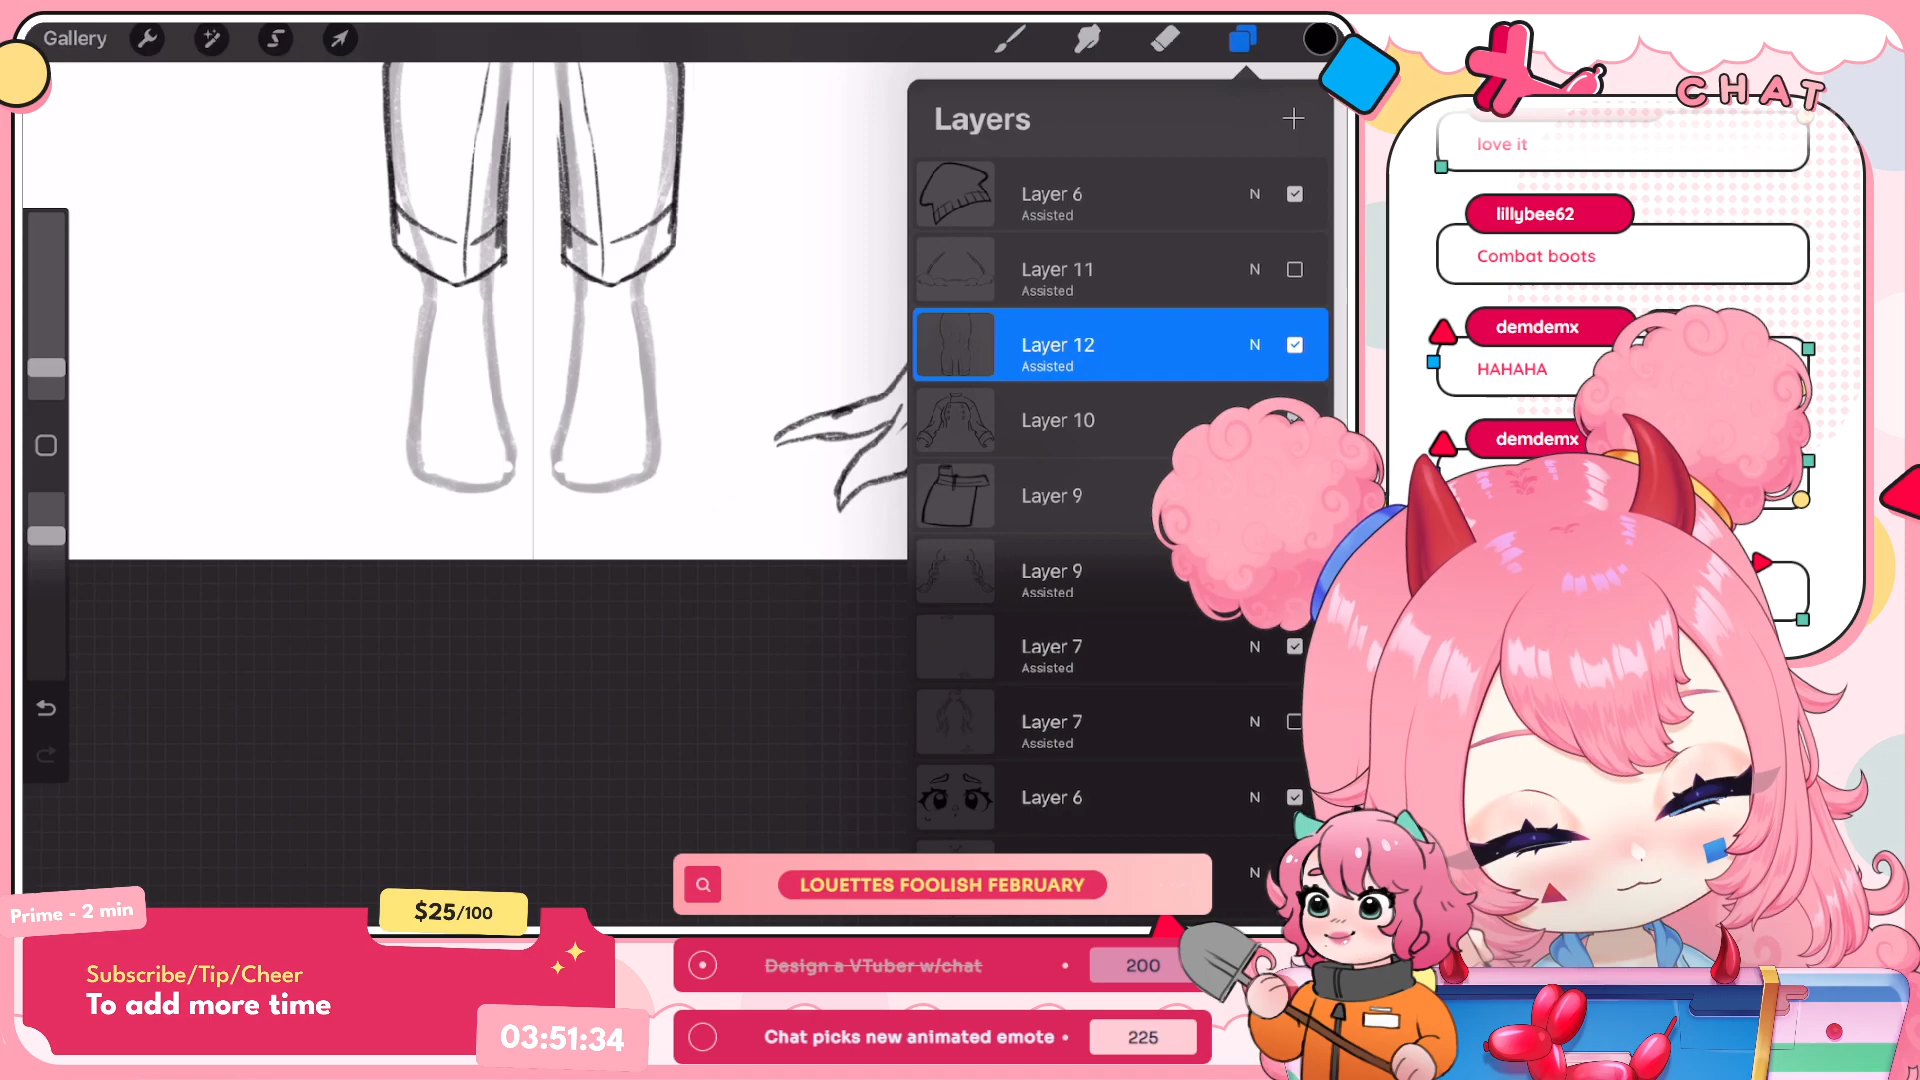 Gallery
Layers
Layer 6
N
Assisted
Layer 11
N
Assisted
Layer 12
N
Assisted
Layer 10
Layer 9
Layer 9
Assisted
Layer 7
N
Assisted
Layer 7
N
Assisted
Layer 6
N
N
CHAT
love it
lillybee62
Combat boots
demdemx
HAHAHA
demdemx
LOUETTES FOOLISH FEBRUARY
Design a VTuber w/chat • 200
Chat picks new animated emote • 225
Prime - 2 min
$25/100
Subscribe/Tip/Cheer
To add more time
03:51:34